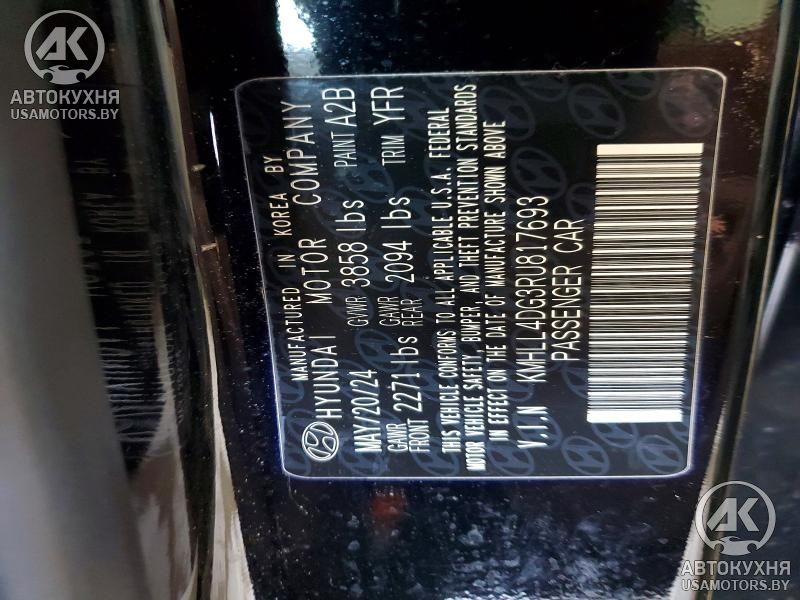 MANUFACTURED IN KOREA BY
HYUNDAI MOTOR COMPANY
MAY/20/24 GVWR 3858 lbs PAINT A2B
GAWR FRONT 2271 lbs GAWR REAR 2094 lbs TRIM YFR
THIS VEHICLE CONFORMS TO ALL APPLICABLE U.S.A. FEDERAL
MOTOR VEHICLE SAFETY, BUMPER, AND THEFT PREVENTION STANDARDS
IN EFFECT ON THE DATE OF MANUFACTURE SHOWN ABOVE
V.I.N KMHLL4DG3RU817693
PASSENGER CAR
АК
АВТОКУХНЯ
USAMOTORS.BY
АК
АВТОКУХНЯ
USAMOTORS.BY